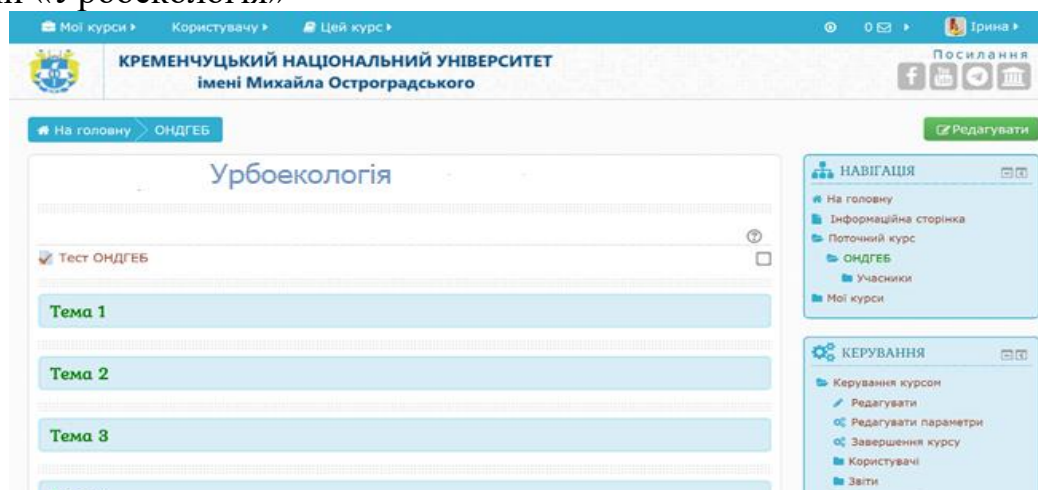 «Урбоекологія»
Мої курси Користувачу Цей курс 0 Ірина
КРЕМЕНЧУЦЬКИЙ НАЦІОНАЛЬНИЙ УНІВЕРСИТЕТ
імені Михайла Остроградського
Посилання
На головну ОНДГЕБ
Редагувати
Урбоекологія
Тест ОНДГЕБ
Тема 1
Тема 2
Тема 3
НАВІГАЦІЯ
На головну
Інформаційна сторінка
Поточний курс
ОНДГЕБ
Учасники
Мої курси
КЕРУВАННЯ
Керування курсом
Редагувати
Редагувати параметри
Завершення курсу
Користувачі
Звіти